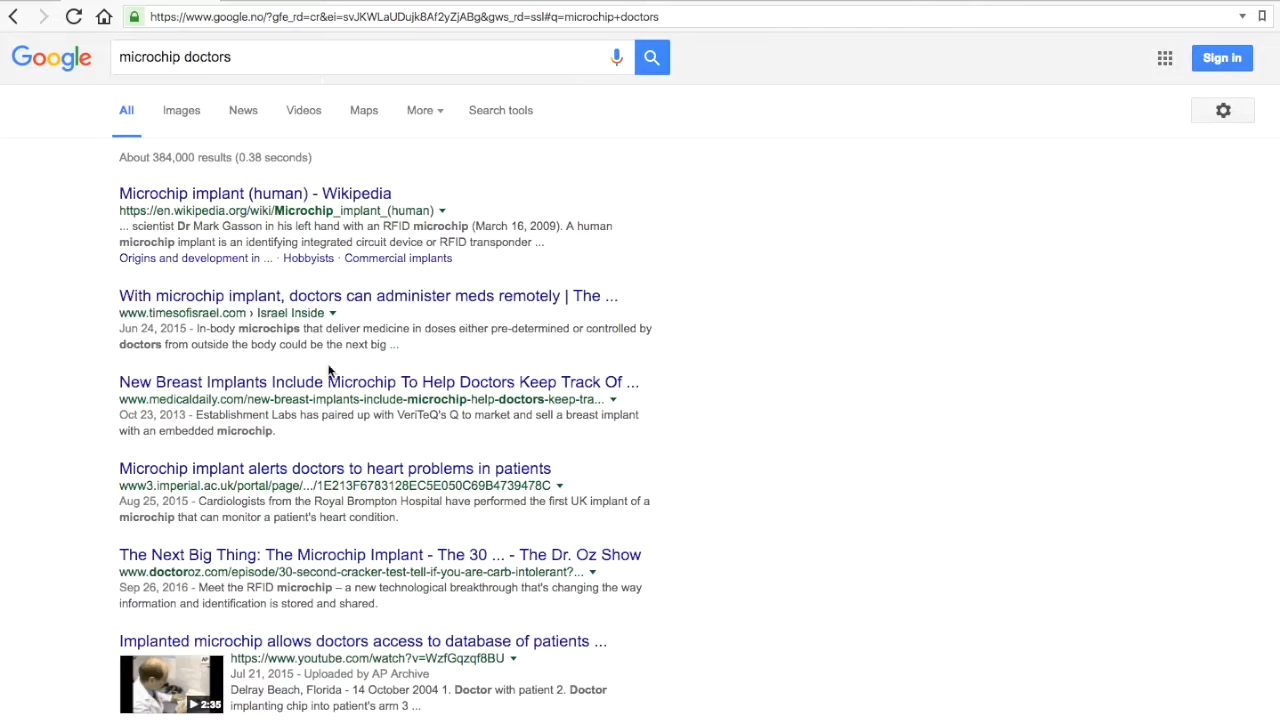 https://www.google.no/?gfe_rd=cr&ei=svJKWLaUDujk8Af2yZjABg&gws_rd=ssl#q=microchip+doctors
Google
microchip doctors
Sign in
All Images News Videos Maps More Search tools
About 384,000 results (0.38 seconds)
Microchip implant (human) - Wikipedia
https://en.wikipedia.org/wiki/Microchip_implant_(human)
... scientist Dr Mark Gasson in his left hand with an RFID microchip (March 16, 2009). A human
microchip implant is an identifying integrated circuit device or RFID transponder ...
Origins and development in ... · Hobbyists · Commercial implants
With microchip implant, doctors can administer meds remotely | The ...
www.timesofisrael.com › Israel Inside
Jun 24, 2015 - In-body microchips that deliver medicine in doses either pre-determined or controlled by
doctors from outside the body could be the next big ...
New Breast Implants Include Microchip To Help Doctors Keep Track Of ...
www.medicaldaily.com/new-breast-implants-include-microchip-help-doctors-keep-tra...
Oct 23, 2013 - Establishment Labs has paired up with VeriTeQ's Q to market and sell a breast implant
with an embedded microchip.
Microchip implant alerts doctors to heart problems in patients
www3.imperial.ac.uk/portal/page/.../1E213F6783128EC5E050C69B4739478C
Aug 25, 2015 - Cardiologists from the Royal Brompton Hospital have performed the first UK implant of a
microchip that can monitor a patient's heart condition.
The Next Big Thing: The Microchip Implant - The 30 ... - The Dr. Oz Show
www.doctoroz.com/episode/30-second-cracker-test-tell-if-you-are-carb-intolerant?...
Sep 26, 2016 - Meet the RFID microchip – a new technological breakthrough that's changing the way
information and identification is stored and shared.
Implanted microchip allows doctors access to database of patients ...
https://www.youtube.com/watch?v=WzfGqzqf8BU
Jul 21, 2015 - Uploaded by AP Archive
Delray Beach, Florida - 14 October 2004 1. Doctor with patient 2. Doctor
implanting chip into patient's arm 3 ...
AP
2:35